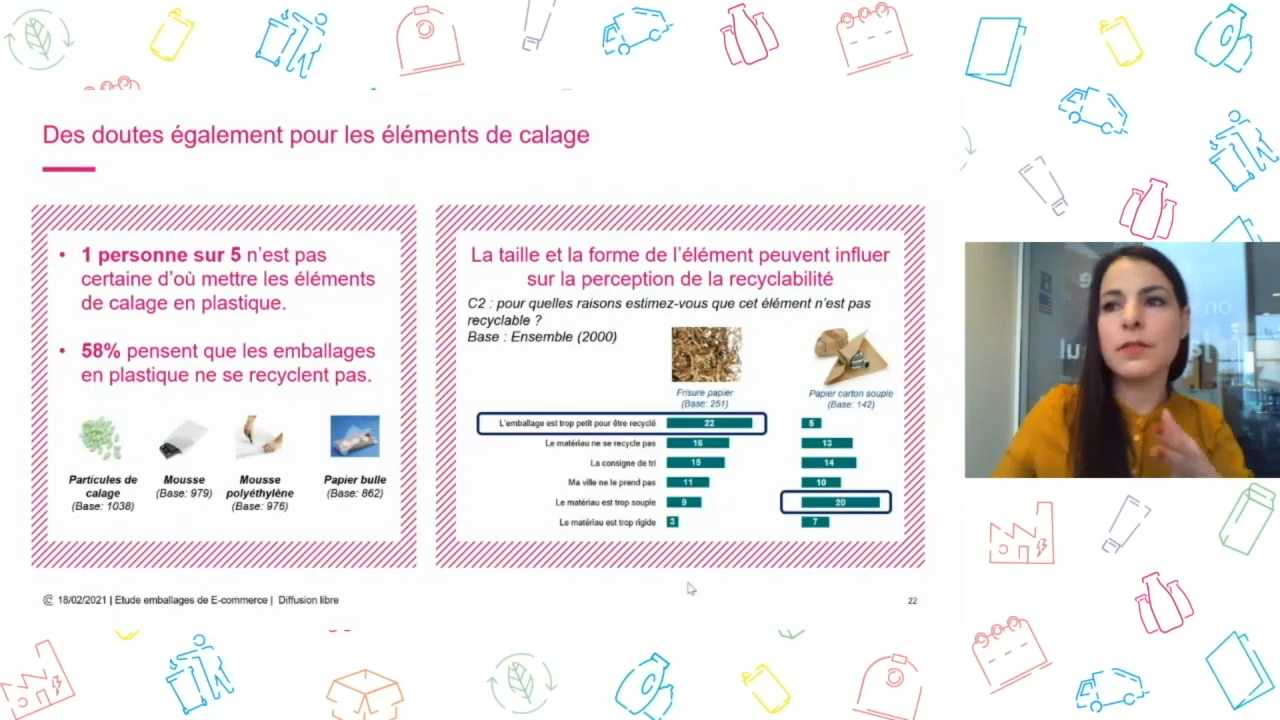 Des doutes également pour les éléments de calage
• 1 personne sur 5 n'est pas
certaine d'où mettre les éléments
de calage en plastique.
• 58% pensent que les emballages
en plastique ne se recyclent pas.
Particules de
calage
(Base: 1038)
Mousse
(Base: 979)
Mousse
polyéthylène
(Base: 976)
Papier bulle
(Base: 862)
La taille et la forme de l'élément peuvent influer
sur la perception de la recyclabilité
C2 : pour quelles raisons estimez-vous que cet élément n'est pas
recyclable ?
Base : Ensemble (2000)
Frisure papier
(Base: 251)
Papier carton souple
(Base: 142)
L'emballage est trop petit pour être recyclé 22 5
Le matériau ne se recycle pas 16 13
La consigne de tri 15 14
Ma ville ne le prend pas 11 10
Le matériau est trop souple 9 20
Le matériau est trop rigide 3 7
18/02/2021 | Etude emballages de E-commerce | Diffusion libre
22